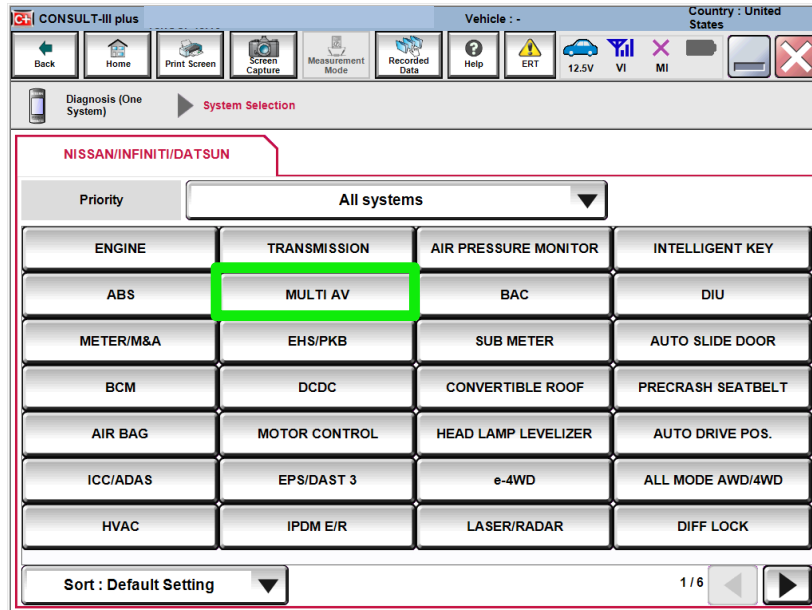 C+ CONSULT-III plus
Vehicle : -
Country : United
States
Back
Home
Print Screen
Screen
Capture
Measurement
Mode
Recorded
Data
Help
ERT
12.5V
VI
MI
Diagnosis (One
System)
System Selection
NISSAN/INFINITI/DATSUN
Priority
All systems
ENGINE
TRANSMISSION
AIR PRESSURE MONITOR
INTELLIGENT KEY
ABS
MULTI AV
BAC
DIU
METER/M&A
EHS/PKB
SUB METER
AUTO SLIDE DOOR
BCM
DCDC
CONVERTIBLE ROOF
PRECRASH SEATBELT
AIR BAG
MOTOR CONTROL
HEAD LAMP LEVELIZER
AUTO DRIVE POS.
ICC/ADAS
EPS/DAST 3
e-4WD
ALL MODE AWD/4WD
HVAC
IPDM E/R
LASER/RADAR
DIFF LOCK
Sort : Default Setting
1 / 6